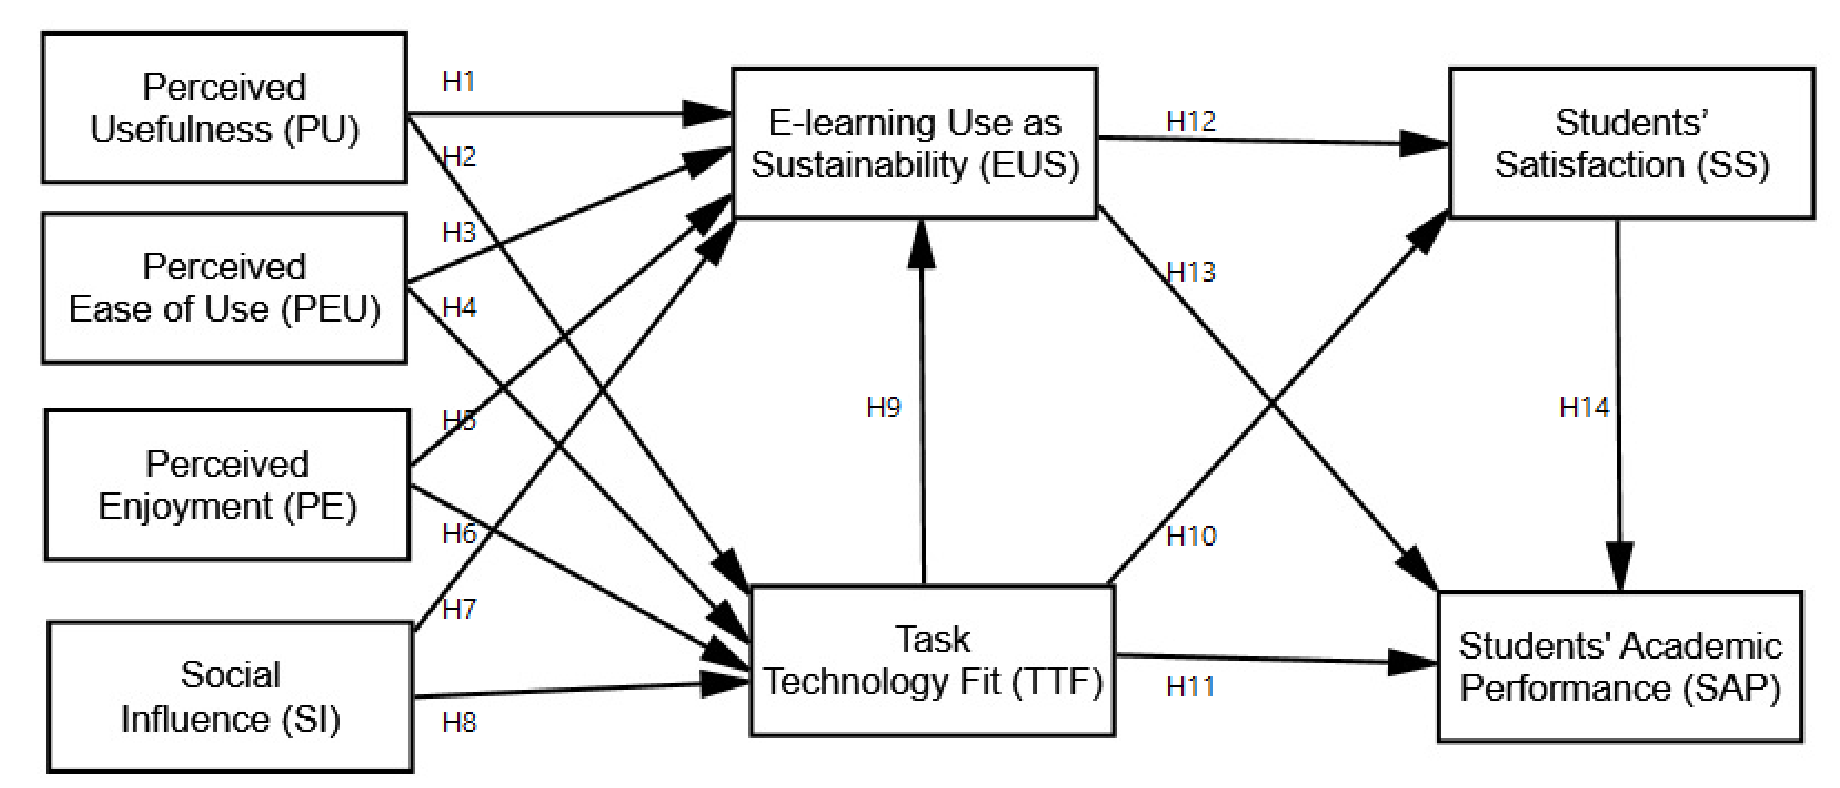 Perceived
Usefulness (PU)
Perceived
Ease of Use (PEU)
Perceived
Enjoyment (PE)
Social
Influence (SI)
H1
H2
H3
H4
H5
H6
H7
H8
E-learning Use as
Sustainability (EUS)
H9
Task
Technology Fit (TTF)
H12
H13
H10
H11
Students’
Satisfaction (SS)
H14
Students' Academic
Performance (SAP)